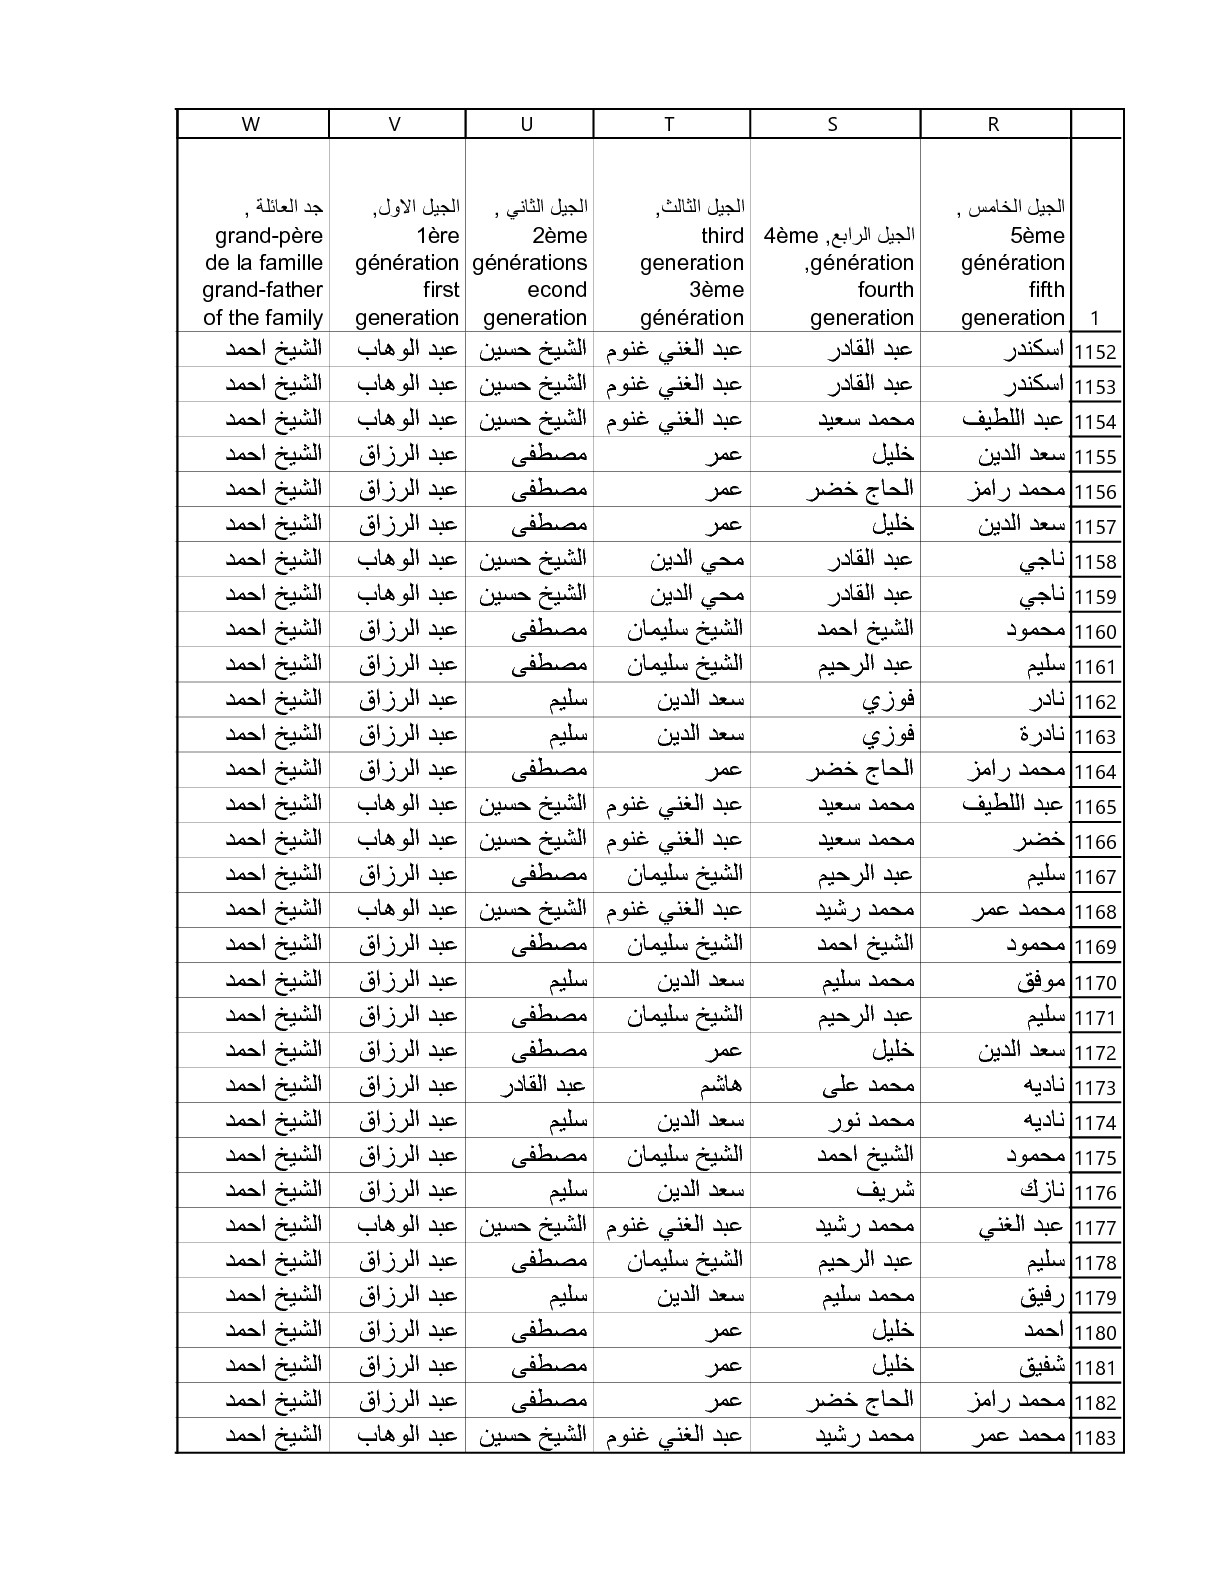 W V U T S R
جد العائلة , grand-père de la famille grand-father of the family
الجيل الاول, 1ère génération first generation
الجيل الثاني , 2ème générations econd generation
الجيل الثالث, third generation 3ème génération
الجيل الرابع, 4ème génération, fourth generation
الجيل الخامس , 5ème génération fifth generation
1
1152 اسكندر عبد القادر عبد الغني غنوم الشيخ حسين عبد الوهاب الشيخ احمد
1153 اسكندر عبد القادر عبد الغني غنوم الشيخ حسين عبد الوهاب الشيخ احمد
1154 عبد اللطيف محمد سعيد عبد الغني غنوم الشيخ حسين عبد الوهاب الشيخ احمد
1155 سعد الدين خليل عمر مصطفى عبد الرزاق الشيخ احمد
1156 محمد رامز الحاج خضر عمر مصطفى عبد الرزاق الشيخ احمد
1157 سعد الدين خليل عمر مصطفى عبد الرزاق الشيخ احمد
1158 ناجي عبد القادر محي الدين الشيخ حسين عبد الوهاب الشيخ احمد
1159 ناجي عبد القادر محي الدين الشيخ حسين عبد الوهاب الشيخ احمد
1160 محمود الشيخ احمد الشيخ سليمان مصطفى عبد الرزاق الشيخ احمد
1161 سليم عبد الرحيم الشيخ سليمان مصطفى عبد الرزاق الشيخ احمد
1162 نادر فوزي سعد الدين سليم عبد الرزاق الشيخ احمد
1163 نادرة فوزي سعد الدين سليم عبد الرزاق الشيخ احمد
1164 محمد رامز الحاج خضر عمر مصطفى عبد الرزاق الشيخ احمد
1165 عبد اللطيف محمد سعيد عبد الغني غنوم الشيخ حسين عبد الوهاب الشيخ احمد
1166 خضر محمد سعيد عبد الغني غنوم الشيخ حسين عبد الوهاب الشيخ احمد
1167 سليم عبد الرحيم الشيخ سليمان مصطفى عبد الرزاق الشيخ احمد
1168 محمد عمر محمد رشيد عبد الغني غنوم الشيخ حسين عبد الوهاب الشيخ احمد
1169 محمود الشيخ احمد الشيخ سليمان مصطفى عبد الرزاق الشيخ احمد
1170 موفق محمد سليم سعد الدين سليم عبد الرزاق الشيخ احمد
1171 سليم عبد الرحيم الشيخ سليمان مصطفى عبد الرزاق الشيخ احمد
1172 سعد الدين خليل عمر مصطفى عبد الرزاق الشيخ احمد
1173 ناديه محمد على هاشم عبد القادر عبد الرزاق الشيخ احمد
1174 ناديه محمد نور سعد الدين سليم عبد الرزاق الشيخ احمد
1175 محمود الشيخ احمد الشيخ سليمان مصطفى عبد الرزاق الشيخ احمد
1176 نازك شريف سعد الدين سليم عبد الرزاق الشيخ احمد
1177 عبد الغني محمد رشيد عبد الغني غنوم الشيخ حسين عبد الوهاب الشيخ احمد
1178 سليم عبد الرحيم الشيخ سليمان مصطفى عبد الرزاق الشيخ احمد
1179 رفيق محمد سليم سعد الدين سليم عبد الرزاق الشيخ احمد
1180 احمد خليل عمر مصطفى عبد الرزاق الشيخ احمد
1181 شفيق خليل عمر مصطفى عبد الرزاق الشيخ احمد
1182 محمد رامز الحاج خضر عمر مصطفى عبد الرزاق الشيخ احمد
1183 محمد عمر محمد رشيد عبد الغني غنوم الشيخ حسين عبد الوهاب الشيخ احمد